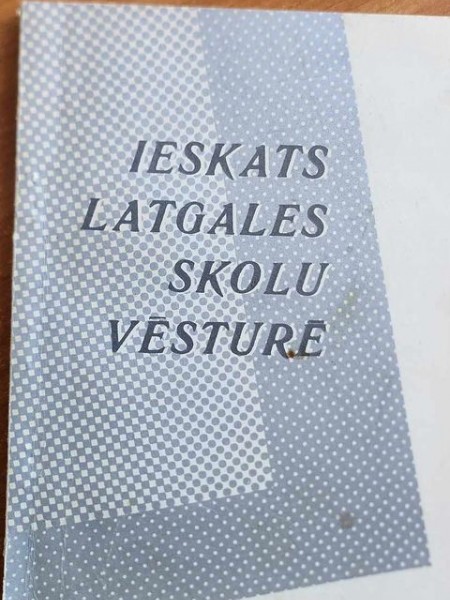 IESKATS
LATGALES
SKOLU
VĒSTURĒ